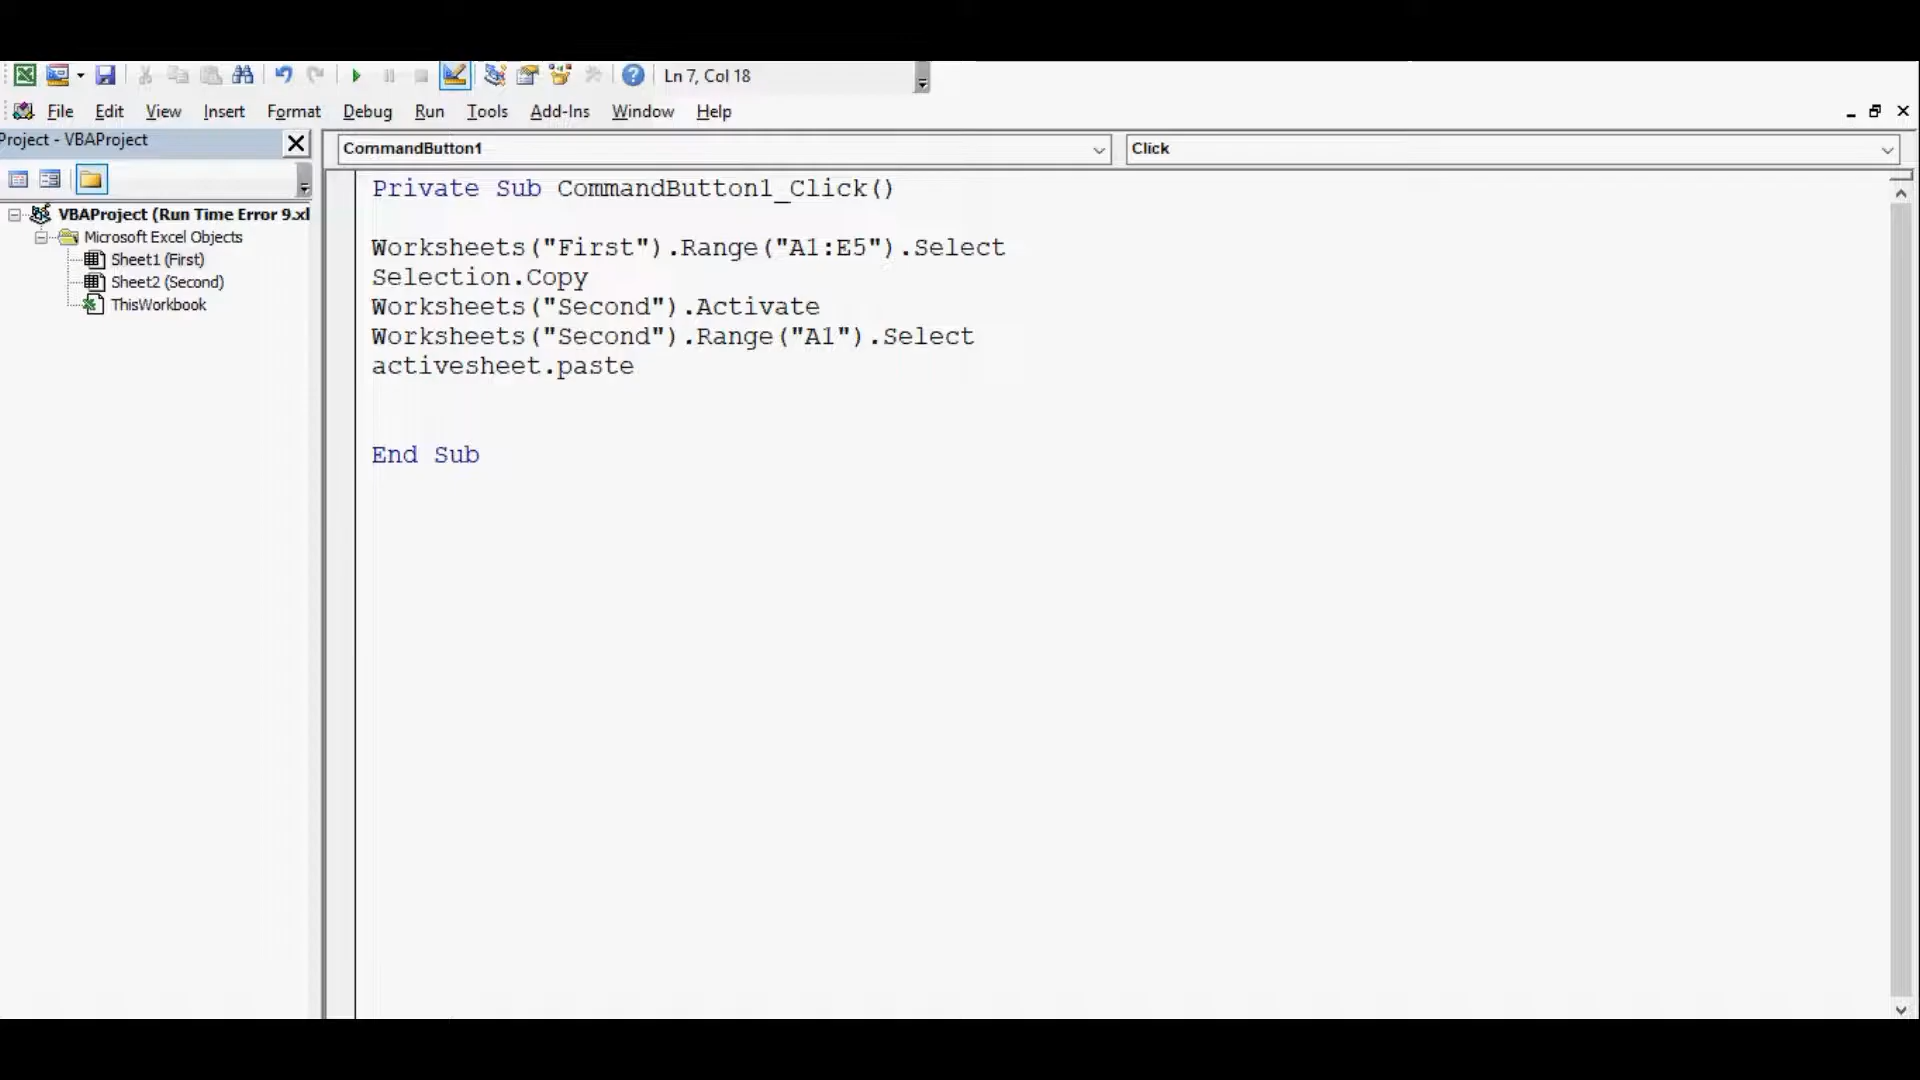 Ln 7, Col 18
File Edit View Insert Format Debug Run Tools Add-Ins Window Help
Project - VBAProject
CommandButton1
Click
VBAProject (Run Time Error 9.xl
Microsoft Excel Objects
Sheet1 (First)
Sheet2 (Second)
ThisWorkbook
Private Sub CommandButton1_Click()
Worksheets("First").Range("A1:E5").Select
Selection.Copy
Worksheets("Second").Activate
Worksheets("Second").Range("A1").Select
activesheet.paste
End Sub